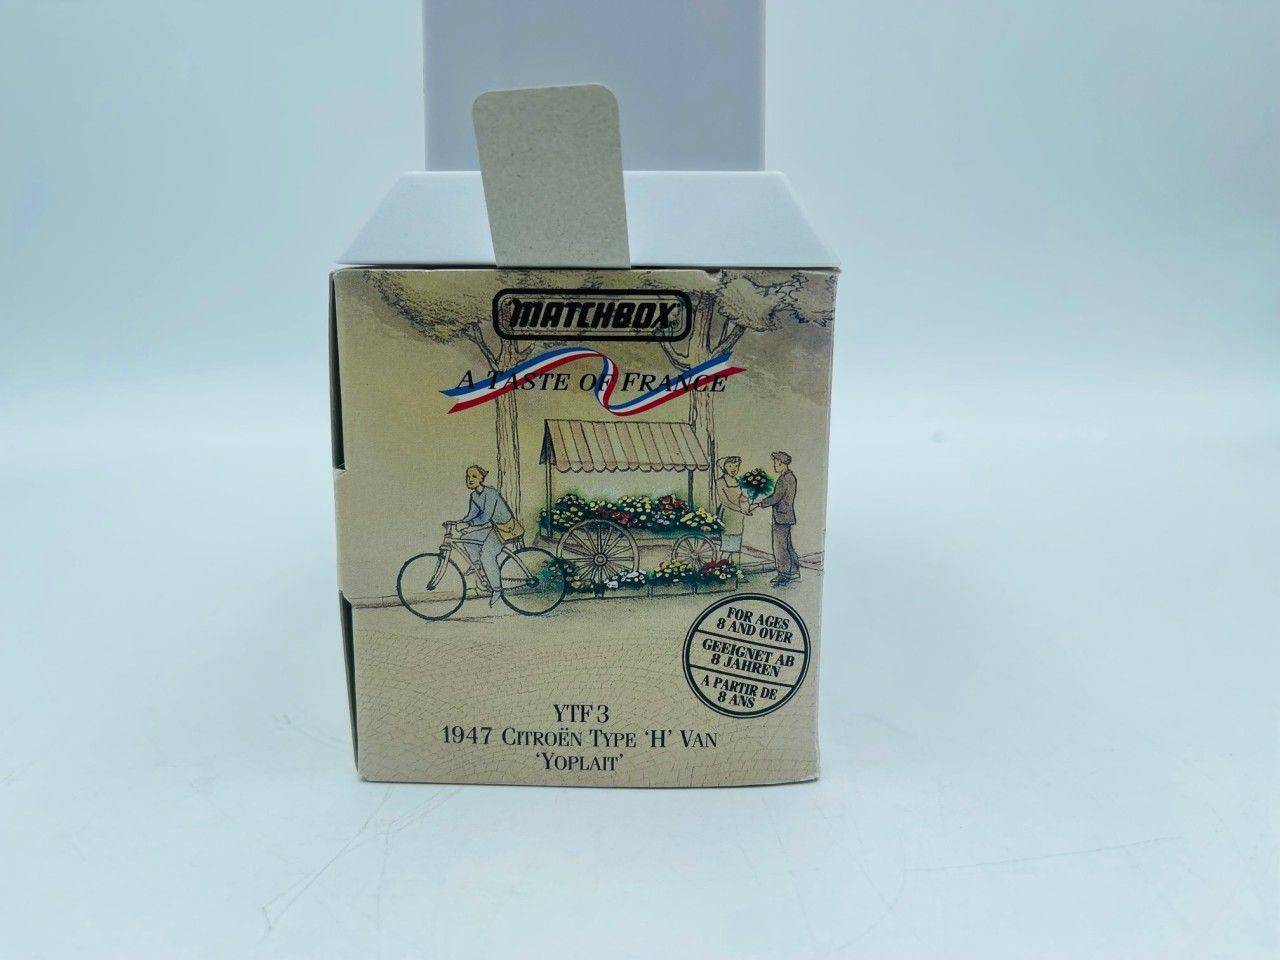 MATCHBOX
A TASTE OF FRANCE
FOR AGES
8 AND OVER
GEEIGNET AB
8 JAHREN
A PARTIR DE
8 ANS
YTF 3
1947 CITROËN TYPE ‘H’ VAN
‘YOPLAIT’